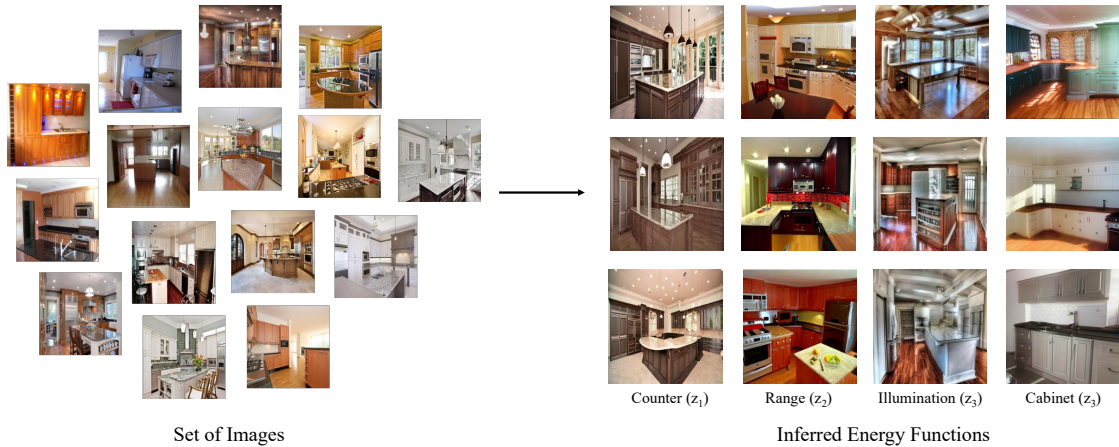 Counter (z1)
Range (z2)
Illumination (z3)
Cabinet (z3)
Set of Images
Inferred Energy Functions